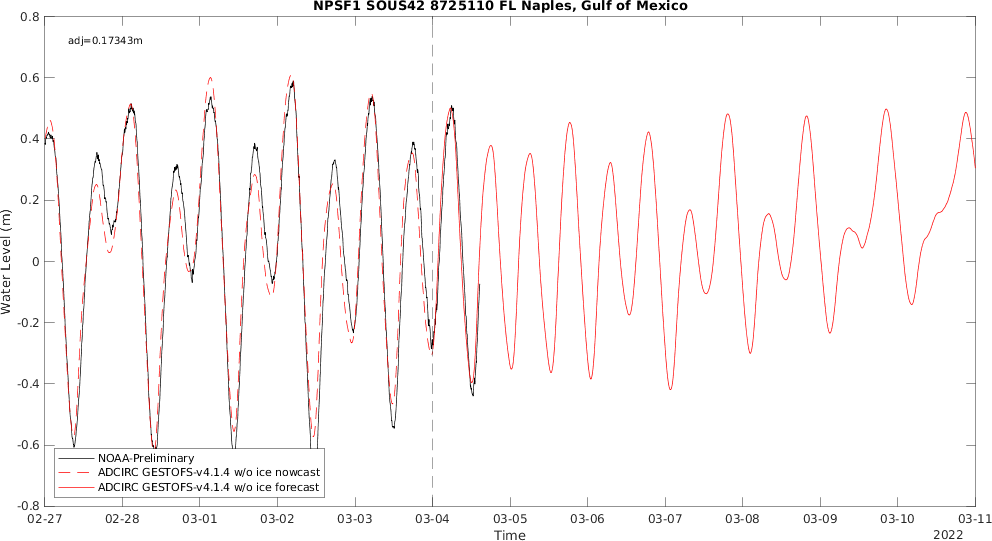 NPSF1 SOUS42 8725110 FL Naples, Gulf of Mexico
adj=0.17343m
Water Level (m)
0.8
0.6
0.4
0.2
0
-0.2
-0.4
-0.6
-0.8
NOAA-Preliminary
ADCIRC GESTOFS-v4.1.4 w/o ice nowcast
ADCIRC GESTOFS-v4.1.4 w/o ice forecast
02-27 02-28 03-01 03-02 03-03 03-04 03-05 03-06 03-07 03-08 03-09 03-10 03-11
Time
2022